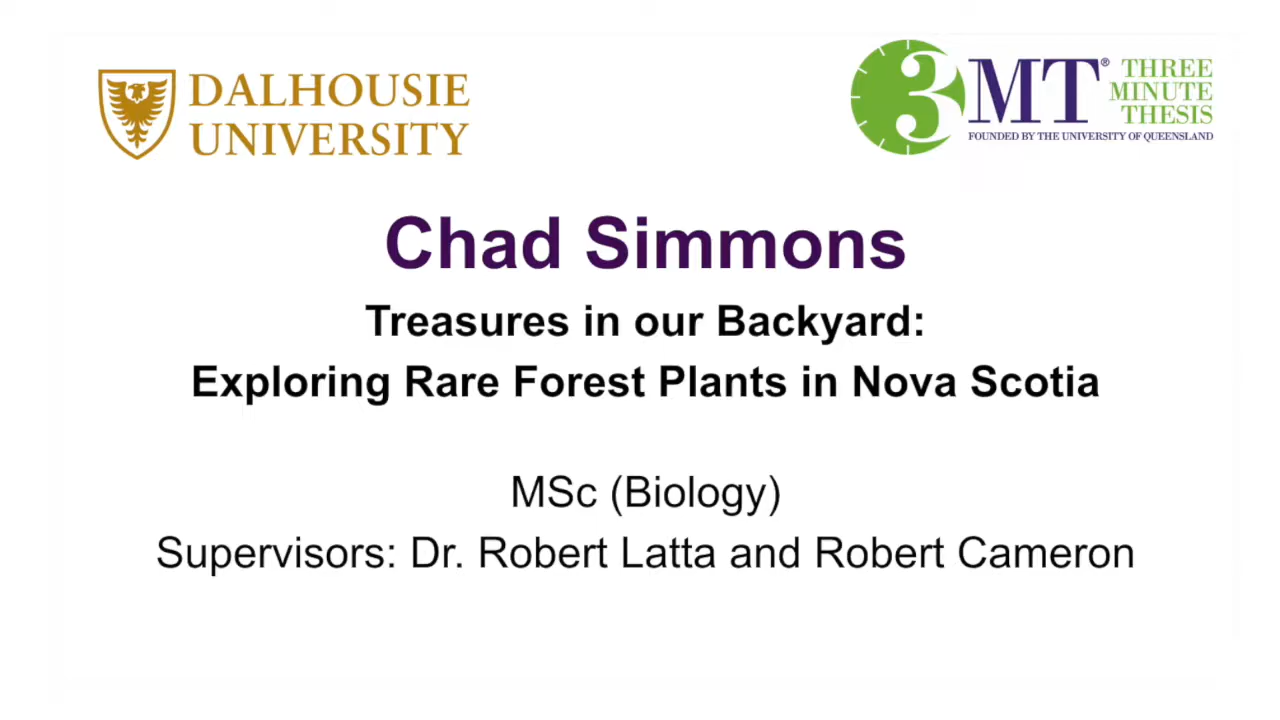 DALHOUSIE
UNIVERSITY
3MT® THREE
MINUTE
THESIS
FOUNDED BY THE UNIVERSITY OF QUEENSLAND
Chad Simmons
Treasures in our Backyard:
Exploring Rare Forest Plants in Nova Scotia
MSc (Biology)
Supervisors: Dr. Robert Latta and Robert Cameron